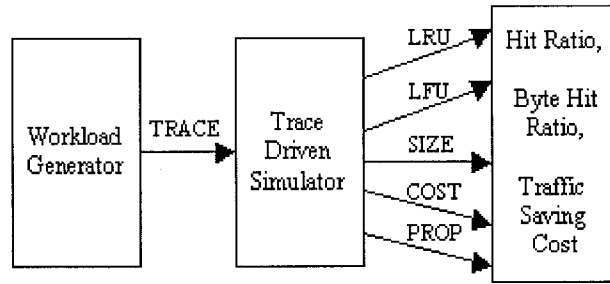 Workload
Generator
TRACE
Trace
Driven
Simulator
LRU
LFU
SIZE
COST
PROP
Hit Ratio,
Byte Hit
Ratio,
Traffic
Saving
Cost